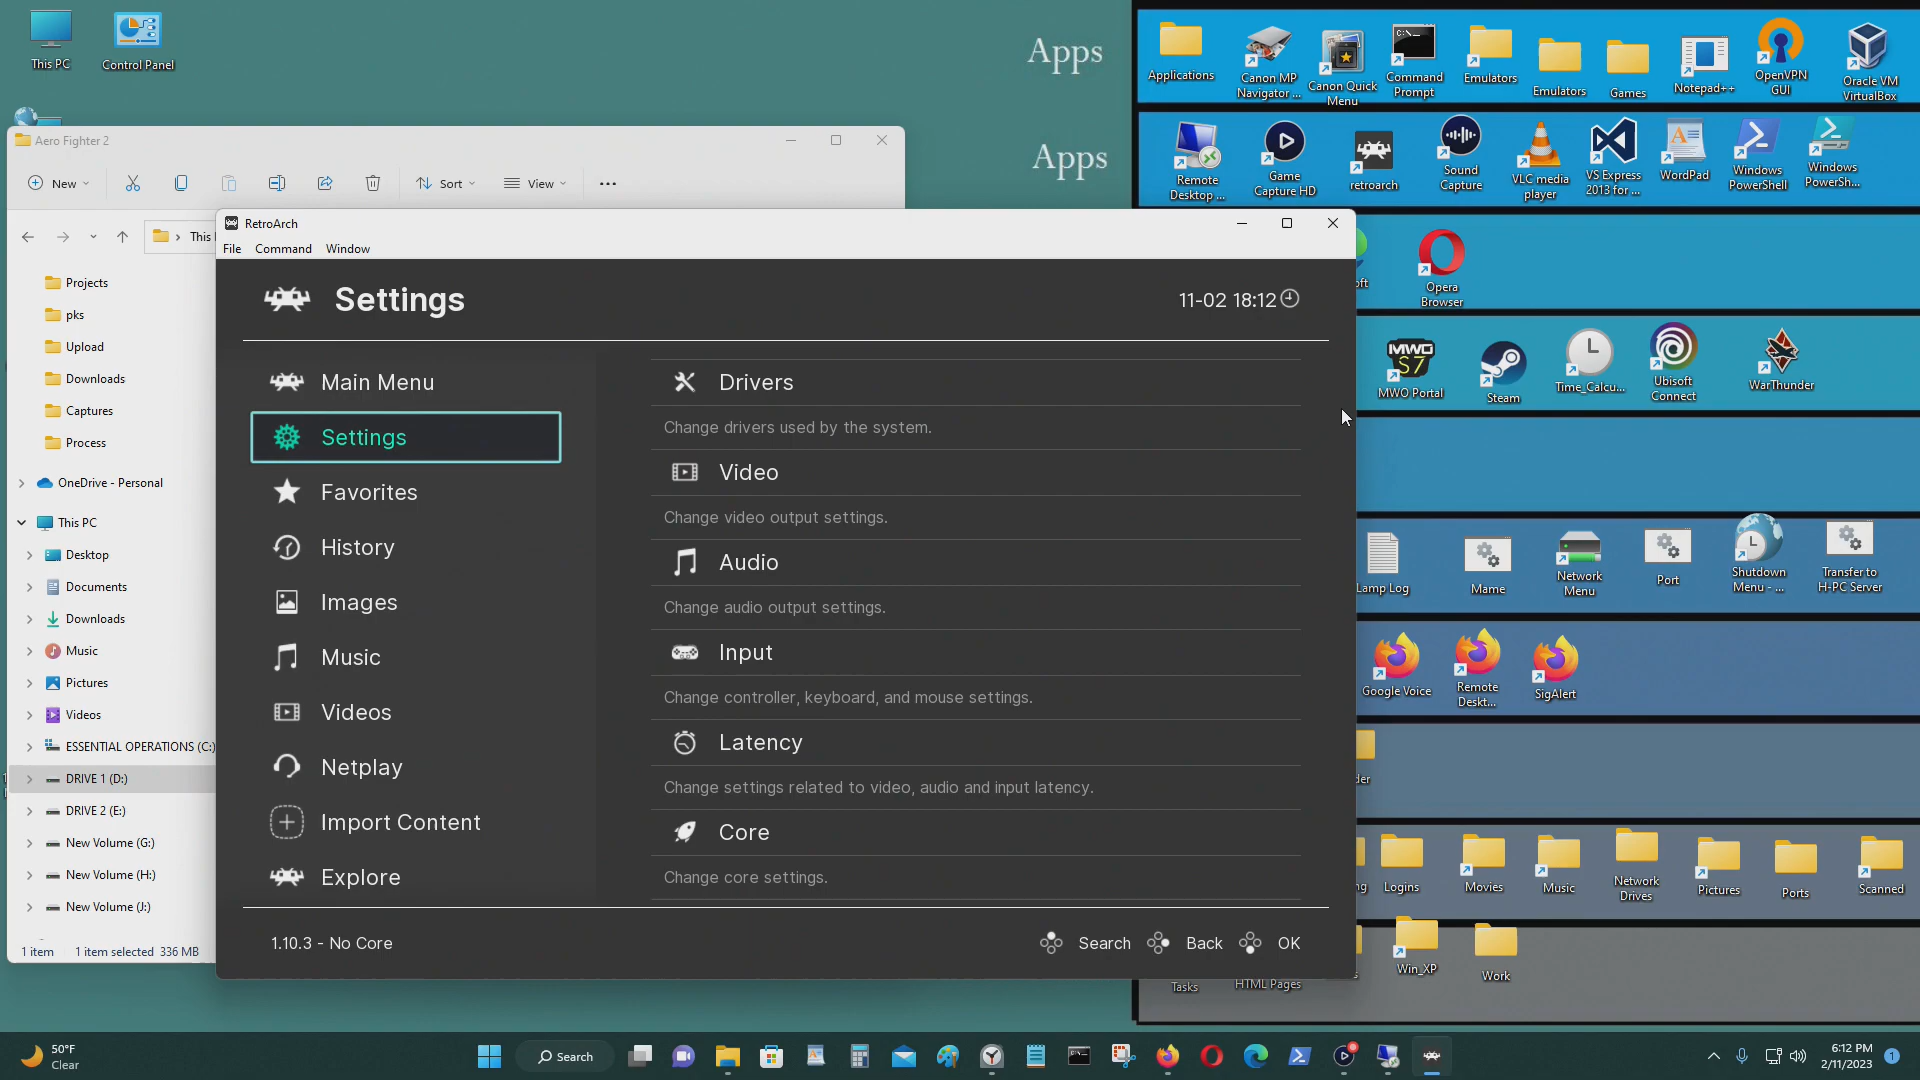 This PC
Control Panel
Apps
Applications
Canon MP
Navigator ...
Canon Quick
Menu
Command
Prompt
Emulators
Emulators
Games
Notepad++
OpenVPN
GUI
Oracle VM
VirtualBox
Apps
Remote
Desktop ...
Game
Capture HD
retroarch
Sound
Capture
VLC media
player
VS Express
2013 for ...
WordPad
Windows
PowerShell
Windows
PowerSh...
Opera
Browser
MWO Portal
Steam
Time_Calcu...
Ubisoft
Connect
WarThunder
Lamp Log
Mame
Network
Menu
Port
Shutdown
Menu - ...
Transfer to
H-PC Server
Google Voice
Remote
Deskt...
SigAlert
Logins
Movies
Music
Network
Drives
Pictures
Ports
Scanned
Win_XP
Work
Tasks
HTML Pages
Aero Fighter 2
New
Sort
View
This
Projects
pks
Upload
Downloads
Captures
Process
OneDrive - Personal
This PC
Desktop
Documents
Downloads
Music
Pictures
Videos
ESSENTIAL OPERATIONS (C:)
DRIVE 1 (D:)
DRIVE 2 (E:)
New Volume (G:)
New Volume (H:)
New Volume (J:)
1 item 1 item selected 336 MB
RetroArch
File Command Window
Settings
11-02 18:12
Main Menu
Settings
Favorites
History
Images
Music
Videos
Netplay
Import Content
Explore
Drivers
Change drivers used by the system.
Video
Change video output settings.
Audio
Change audio output settings.
Input
Change controller, keyboard, and mouse settings.
Latency
Change settings related to video, audio and input latency.
Core
Change core settings.
1.10.3 - No Core
Search Back OK
50°F
Clear
Search
6:12 PM
2/11/2023
1